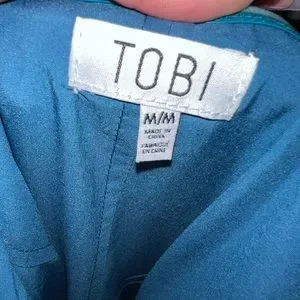 TOBI
M/M
MADE IN
CHINA
FABRIQUÉ
EN CHINE